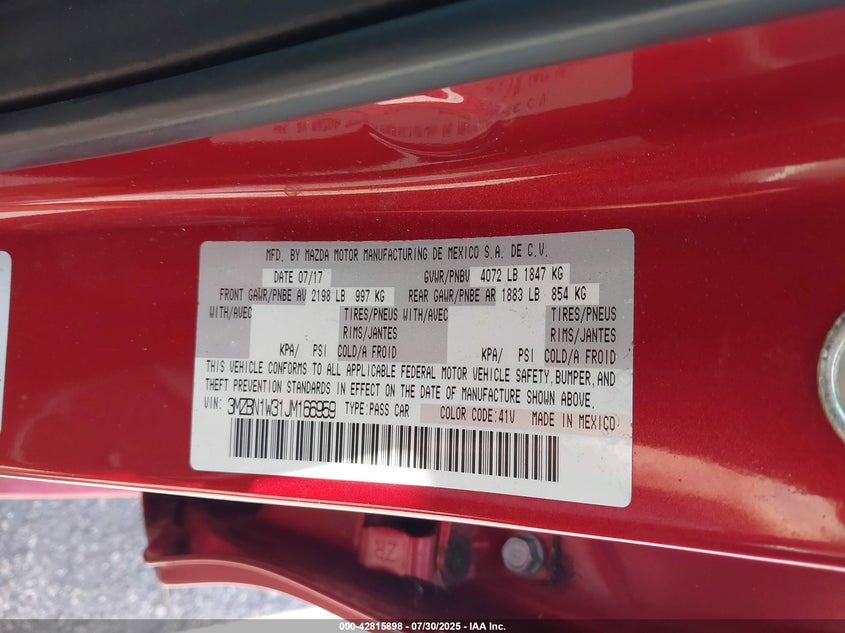 MFD. BY MAZDA MOTOR MANUFACTURING DE MEXICO S.A. DE C.V.
DATE 07/17 GVWR/PNBV 4072 LB 1847 KG
FRONT GAWR/PNBE AV 2198 LB 997 KG REAR GAWR/PNBE AR 1883 LB 854 KG
WITH/AVEC TIRES/PNEUS WITH/AVEC TIRES/PNEUS
RIMS/JANTES RIMS/JANTES
KPA/ PSI COLD/A FROID KPA/ PSI COLD/A FROID
THIS VEHICLE CONFORMS TO ALL APPLICABLE FEDERAL MOTOR VEHICLE SAFETY, BUMPER, AND
THEFT PREVENTION STANDARDS IN EFFECT ON THE DATE OF MANUFACTURE SHOWN ABOVE.
VIN: 3MZBN1W31JM166959 TYPE:PASS CAR COLOR CODE:41V MADE IN MEXICO
ZR
000-42815898 - 07/30/2025 - IAA Inc.